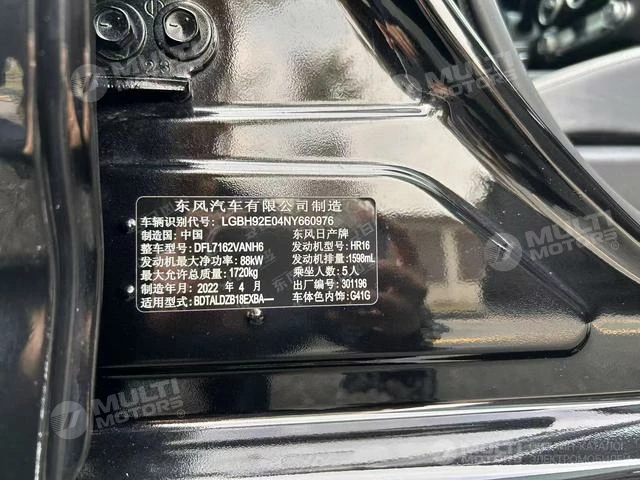 东风汽车有限公司制造
车辆识别代号: LGBH92E04NY660976
制造国: 中国 东风日产牌
整车型号: DFL7162VANH6 发动机型号: HR16
发动机最大净功率: 88kW 发动机排量: 1598mL
最大允许总质量: 1720kg 乘坐人数: 5人
制造年月: 2022 年 4 月 出厂编号: 301196
适用型号: BDTALDZB18EXBA— 车体色内饰: G41G
MULTI MOTORS
MULTI MOTORS
MULTI MOTORS
MULTI MOTORS
MULTI MOTORS